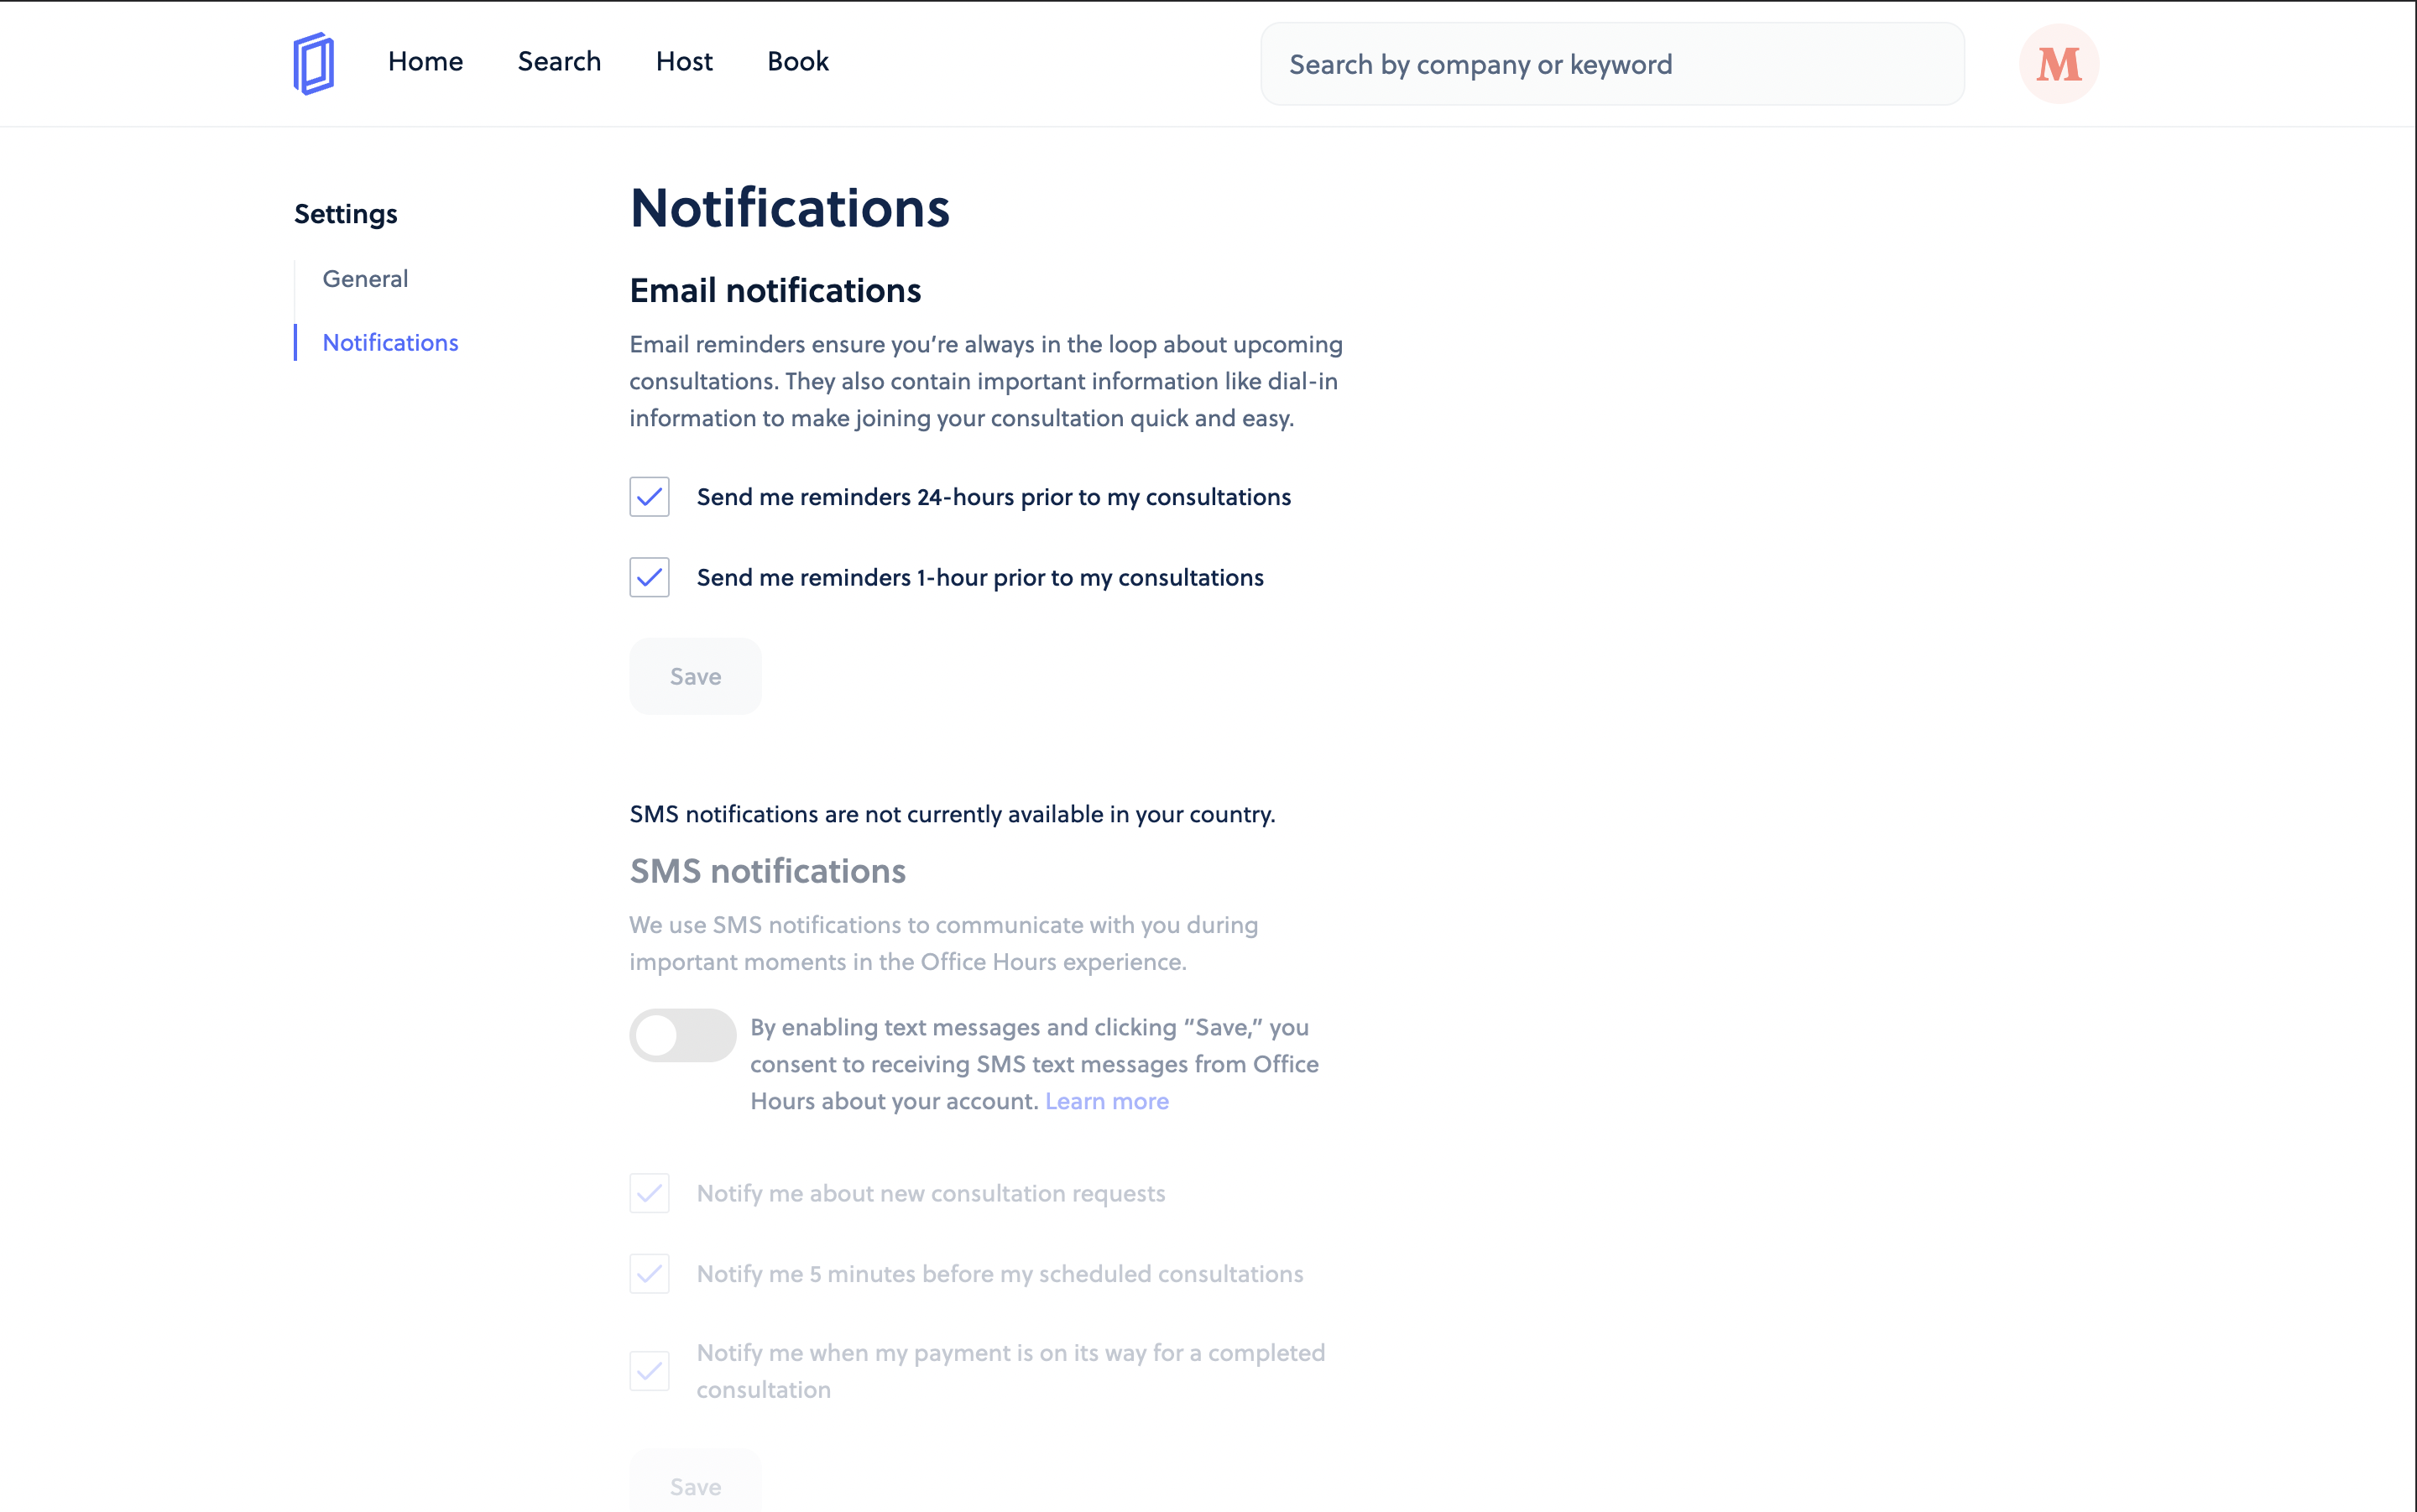 Home
Search
Host
Book
Search by company or keyword
M
Settings
General
Notifications
Notifications
Email notifications
Email reminders ensure you’re always in the loop about upcoming
consultations. They also contain important information like dial-in
information to make joining your consultation quick and easy.
Send me reminders 24-hours prior to my consultations
Send me reminders 1-hour prior to my consultations
Save
SMS notifications are not currently available in your country.
SMS notifications
We use SMS notifications to communicate with you during
important moments in the Office Hours experience.
By enabling text messages and clicking “Save,” you
consent to receiving SMS text messages from Office
Hours about your account. Learn more
Notify me about new consultation requests
Notify me 5 minutes before my scheduled consultations
Notify me when my payment is on its way for a completed
consultation
Save